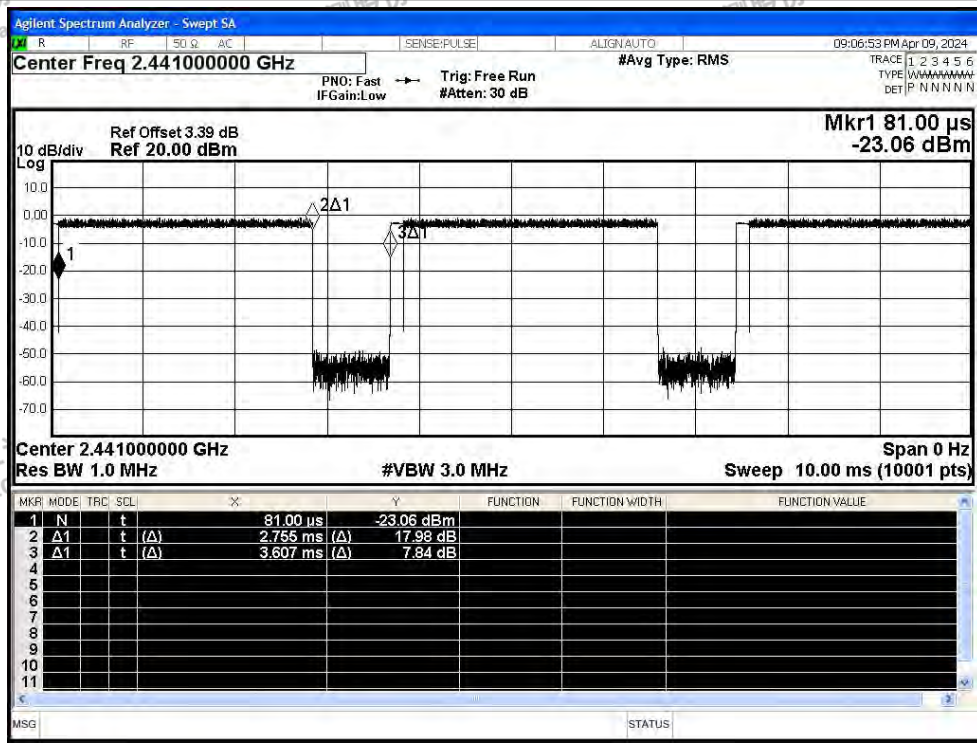 Agilent Spectrum Analyzer - Swept SA
R RF 50 Ω AC SENSE:PULSE ALIGN AUTO 09:06:53 PM Apr 09, 2024
Center Freq 2.441000000 GHz
#Avg Type: RMS
TRACE 1 2 3 4 5 6
PNO: Fast Trig: Free Run
TYPE
IFGain:Low #Atten: 30 dB
DET P N N N N N
Mkr1 81.00 µs
-23.06 dBm
Ref Offset 3.39 dB
10 dB/div Ref 20.00 dBm
Log
10.0
0.00
-10.0
-20.0
-30.0
-40.0
-50.0
-60.0
-70.0
2Δ1
3Δ1
1
Center 2.441000000 GHz Span 0 Hz
Res BW 1.0 MHz #VBW 3.0 MHz Sweep 10.00 ms (10001 pts)
MKR MODE TRC SCL X Y FUNCTION FUNCTION WIDTH FUNCTION VALUE
1 N t 81.00 µs -23.06 dBm
2 Δ1 t (Δ) 2.755 ms (Δ) 17.98 dB
3 Δ1 t (Δ) 3.607 ms (Δ) 7.84 dB
4
5
6
7
8
9
10
11
MSG STATUS